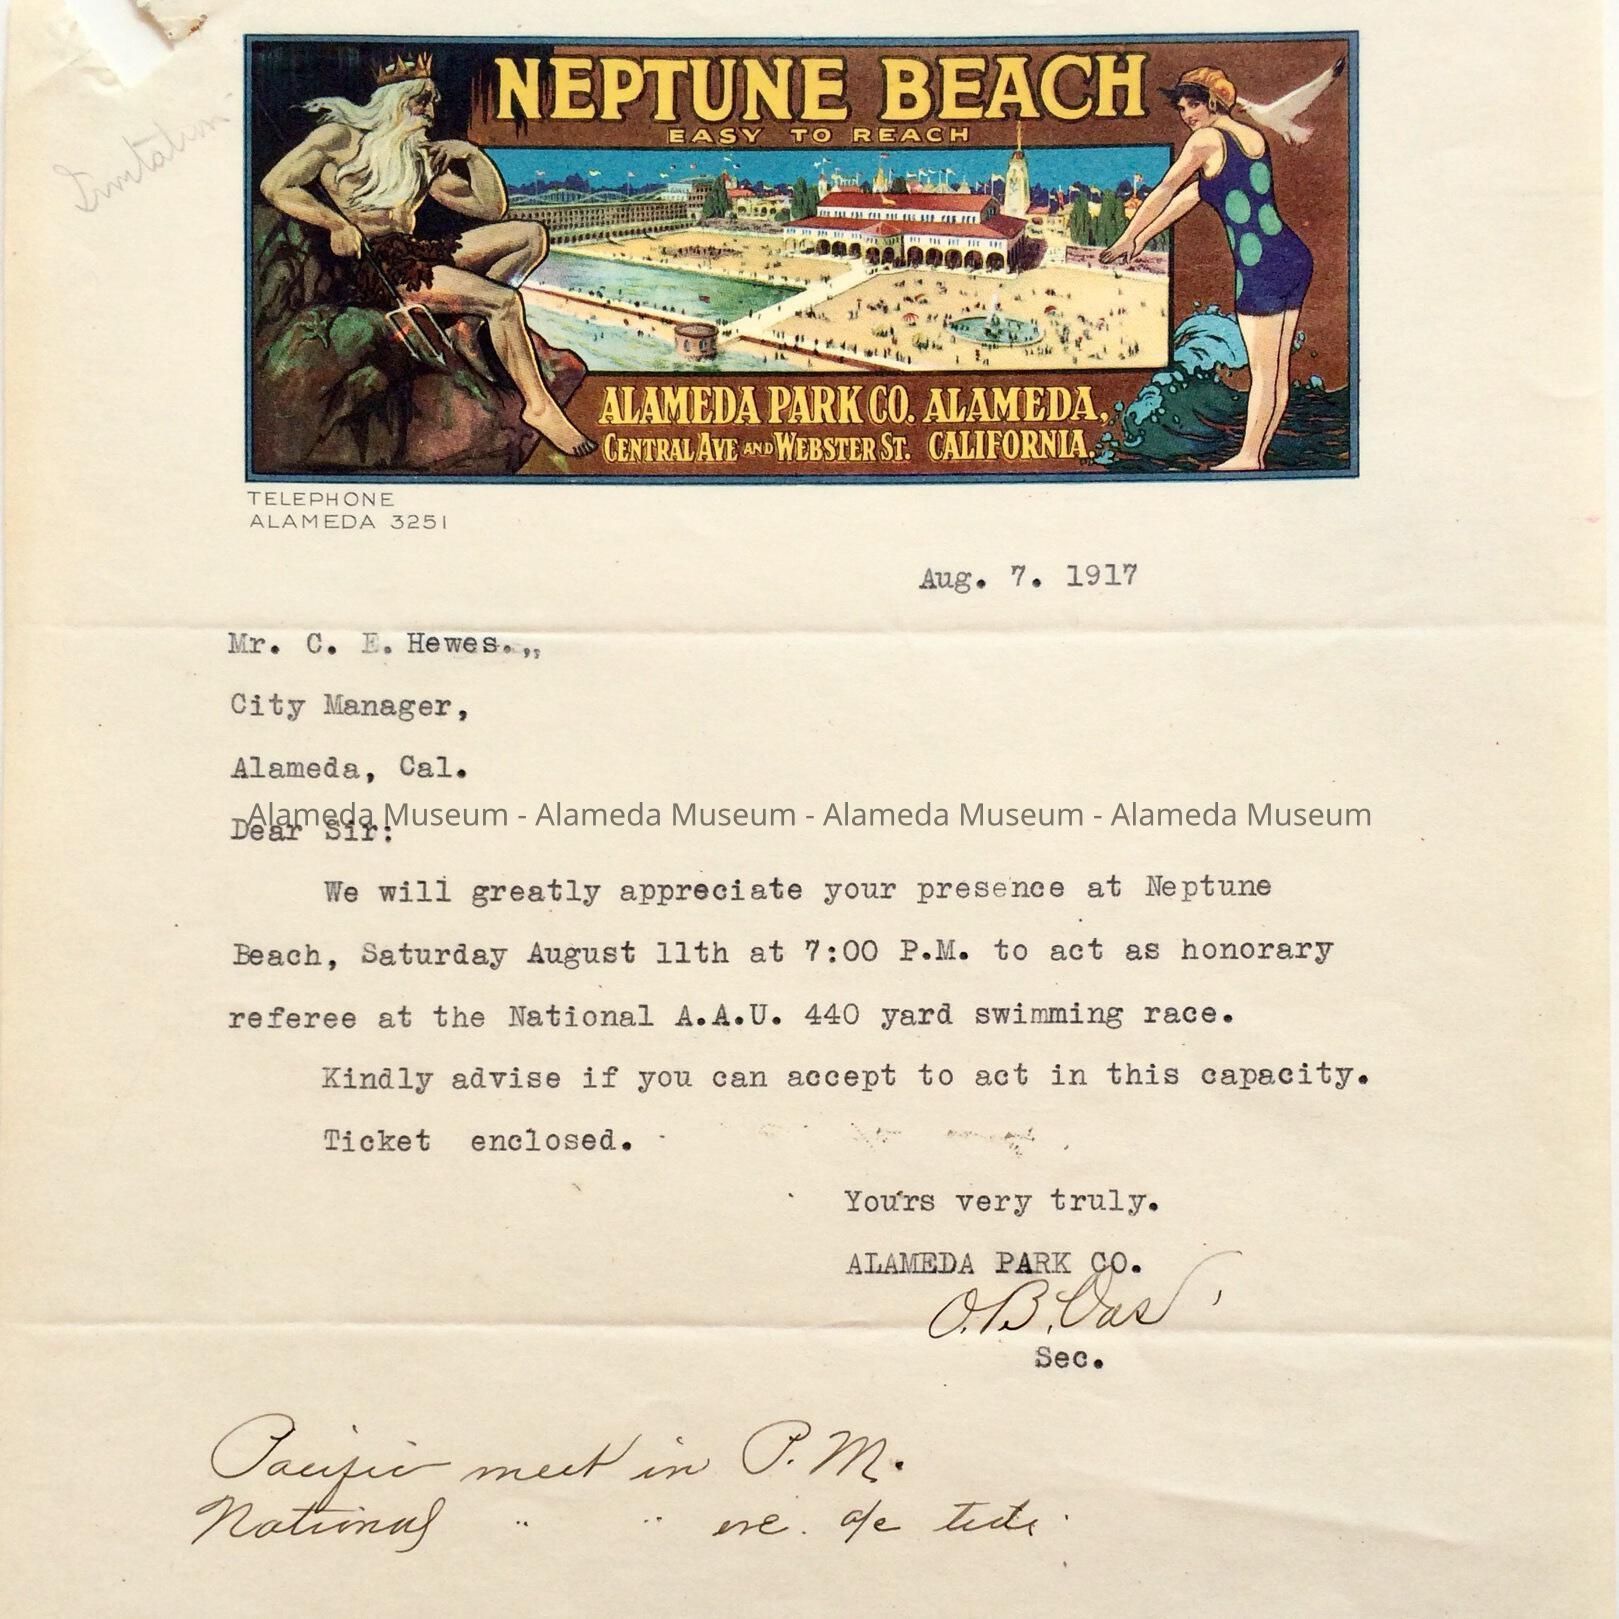 NEPTUNE BEACH
EASY TO REACH
ALAMEDA PARK CO. ALAMEDA,
CENTRAL AVE AND WEBSTER ST. CALIFORNIA.
TELEPHONE
ALAMEDA 3251
Aug. 7. 1917
Mr. C. E. Hewes.,,
City Manager,
Alameda, Cal.
Alameda Museum - Alameda Museum - Alameda Museum - Alameda Museum
Dear Sir:
We will greatly appreciate your presence at Neptune
Beach, Saturday August 11th at 7:00 P.M. to act as honorary
referee at the National A.A.U. 440 yard swimming race.
Kindly advise if you can accept to act in this capacity.
Ticket enclosed.
Yours very truly.
ALAMEDA PARK CO.
O.B.
Sec.
Pacific meet in P.M.
National " " eve. a/c tide.